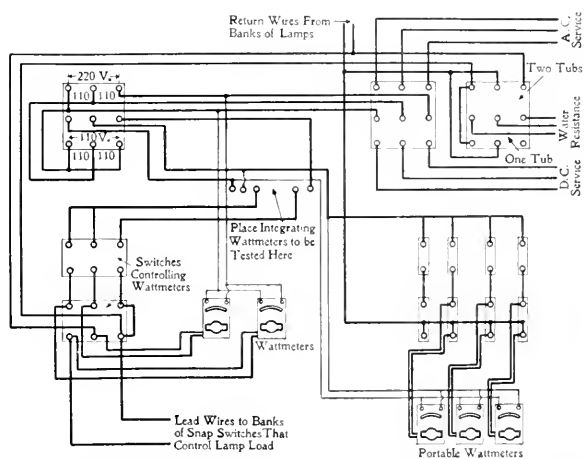 Return Wires From
Banks of Lamps
A.C.
Service
220 V.
110 110
110 V.
110 110
Two Tubs
Water
Resistance
One Tub
D.C.
Service
Place Integrating
Wattmeters to be
Tested Here
Switches
Controlling
Wattmeters
Wattmeters
Lead Wires to Banks
of Snap Switches That
Control Lamp Load
Portable Wattmeters